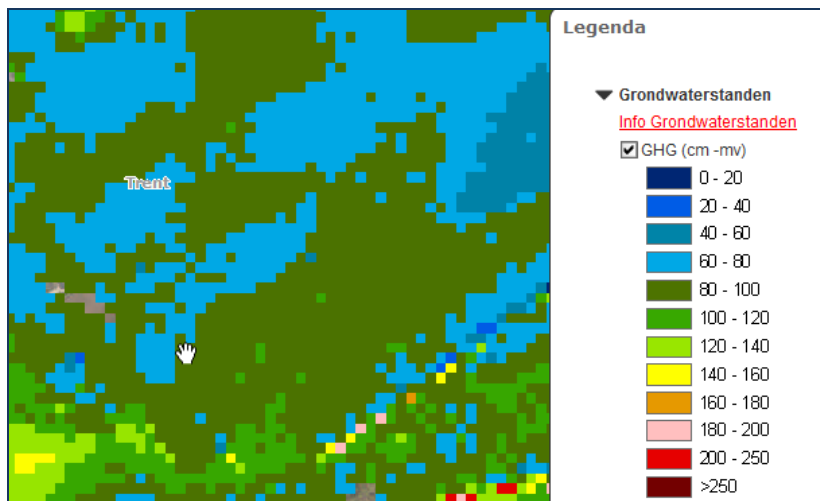 Legenda
Grondwaterstanden
Info Grondwaterstanden
GHG (cm -mv)
0 - 20
20 - 40
40 - 60
60 - 80
80 - 100
100 - 120
120 - 140
140 - 160
160 - 180
180 - 200
200 - 250
>250
Trent